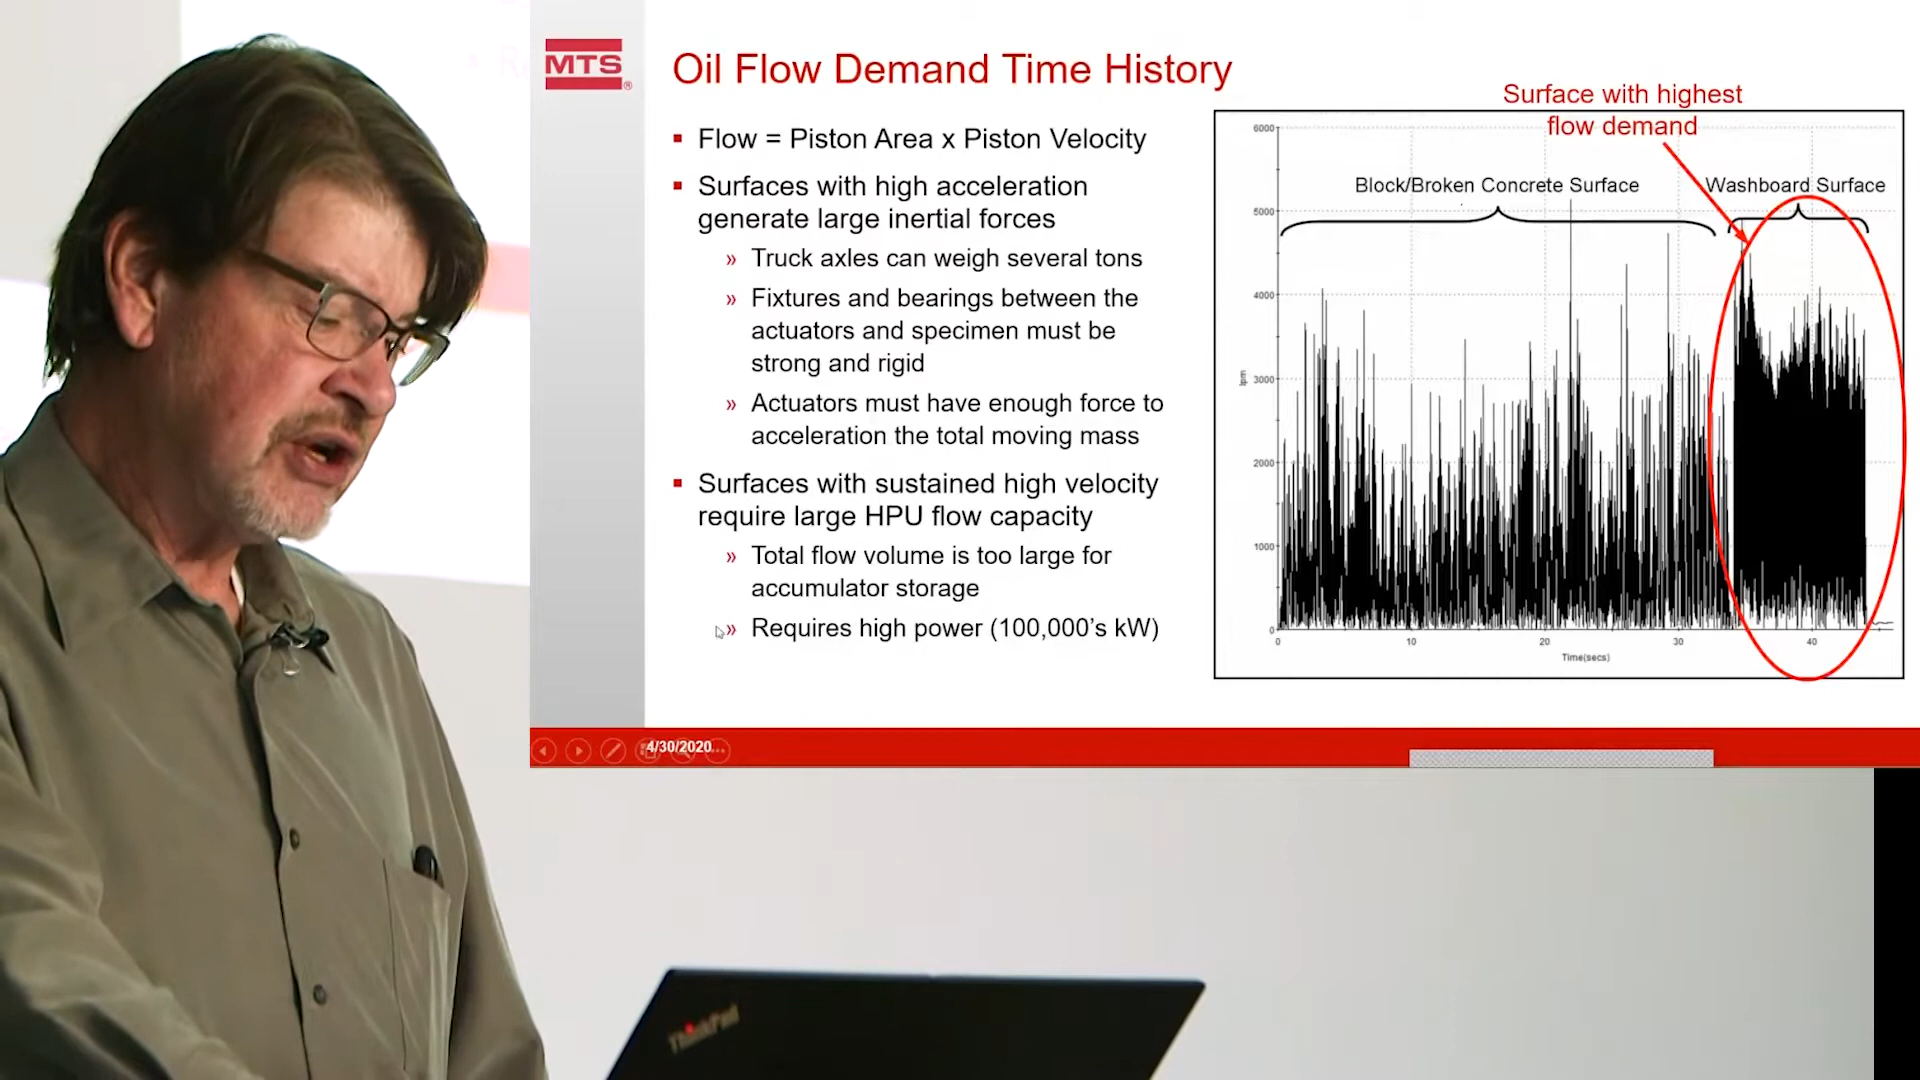 MTS
®
Oil Flow Demand Time History
▪ Flow = Piston Area x Piston Velocity
▪ Surfaces with high acceleration
generate large inertial forces
» Truck axles can weigh several tons
» Fixtures and bearings between the
actuators and specimen must be
strong and rigid
» Actuators must have enough force to
acceleration the total moving mass
▪ Surfaces with sustained high velocity
require large HPU flow capacity
» Total flow volume is too large for
accumulator storage
» Requires high power (100,000’s kW)
Surface with highest
flow demand
Block/Broken Concrete Surface
Washboard Surface
6000
5000
4000
3000
2000
1000
0
lpm
0 10 20 30 40
Time(secs)
4/30/2020
ThinkPad